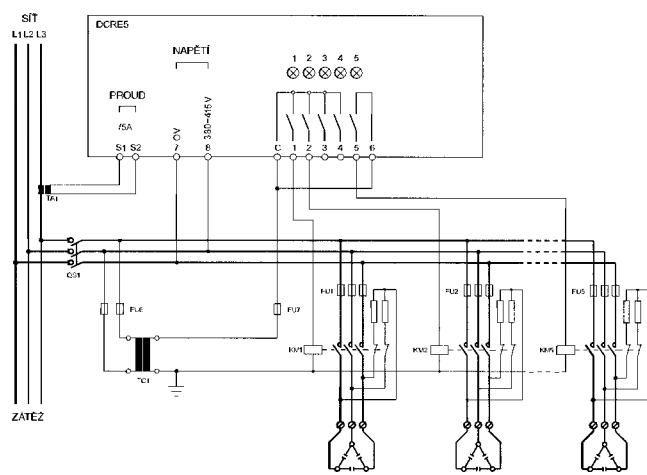 SÍŤ
L1 L2 L3
DCRE5
NAPĚTÍ
PROUD
/5A
0V
380-415V
1 2 3 4 5
S1 S2 7 8 C 1 2 3 4 5 6
TA1
QS1
FU6
FU7
FU1
FU2
FU5
KM1
KM2
KM5
TC1
ZÁTĚŽ